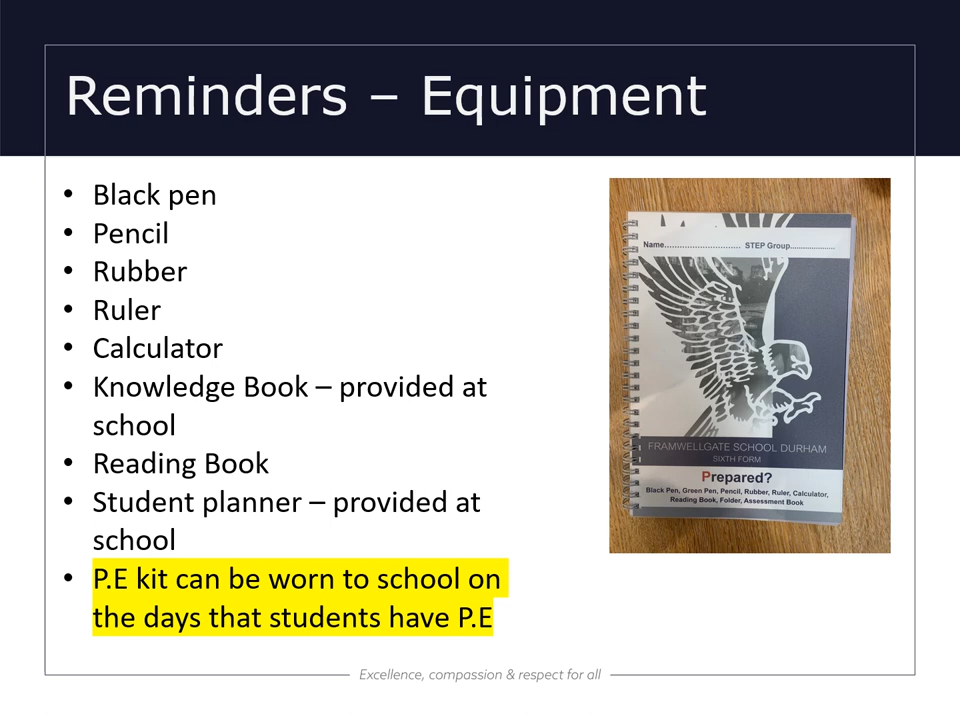 Reminders – Equipment
• Black pen
• Pencil
• Rubber
• Ruler
• Calculator
• Knowledge Book – provided at
school
• Reading Book
• Student planner – provided at
school
• P.E kit can be worn to school on
the days that students have P.E
Name............................. STEP Group....................
FRAMWELLGATE SCHOOL DURHAM
SIXTH FORM
Prepared?
Black Pen, Green Pen, Pencil, Rubber, Ruler, Calculator,
Reading Book, Folder, Assessment Book
Excellence, compassion & respect for all